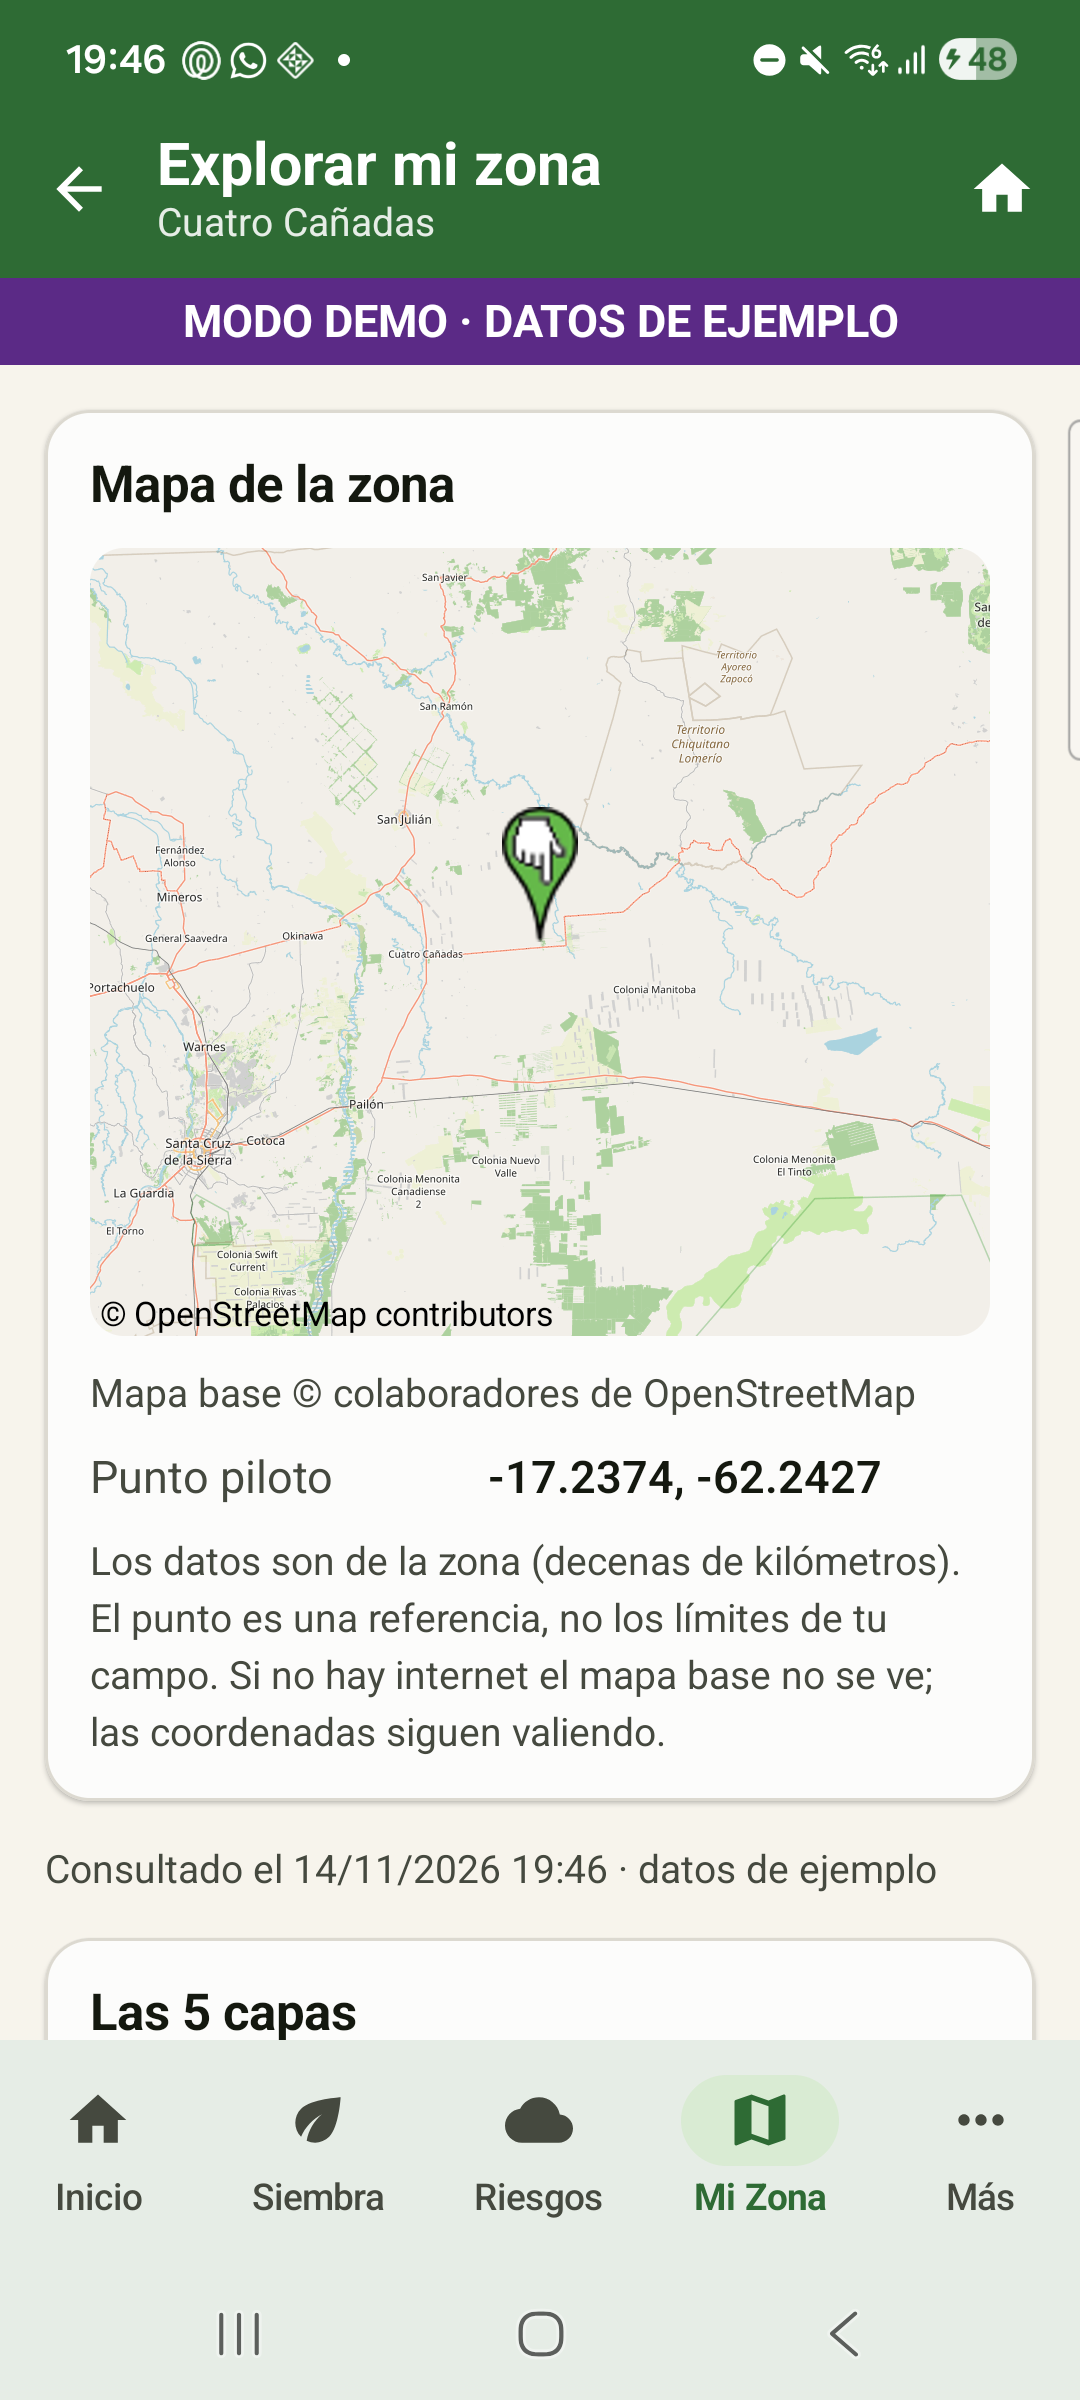 19:46
48
Explorar mi zona
Cuatro Cañadas
MODO DEMO · DATOS DE EJEMPLO
Mapa de la zona
San Javier
San Ramón
Territorio
Ayoreo
Zapocó
Territorio
Chiquitano
Lomerío
San Julián
Fernández
Alonso
Mineros
General Saavedra
Okinawa
Cuatro Cañadas
Portachuelo
Colonia Manitoba
Warnes
Pailón
Santa Cruz
de la Sierra
Cotoca
Colonia Nuevo
Valle
Colonia Menonita
El Tinto
Colonia Menonita
Canadiense
2
La Guardia
El Torno
Colonia Swift
Current
Colonia Rivas
Palacios
© OpenStreetMap contributors
Mapa base © colaboradores de OpenStreetMap
Punto piloto -17.2374, -62.2427
Los datos son de la zona (decenas de kilómetros).
El punto es una referencia, no los límites de tu
campo. Si no hay internet el mapa base no se ve;
las coordenadas siguen valiendo.
Consultado el 14/11/2026 19:46 · datos de ejemplo
Las 5 capas
Inicio Siembra Riesgos Mi Zona Más